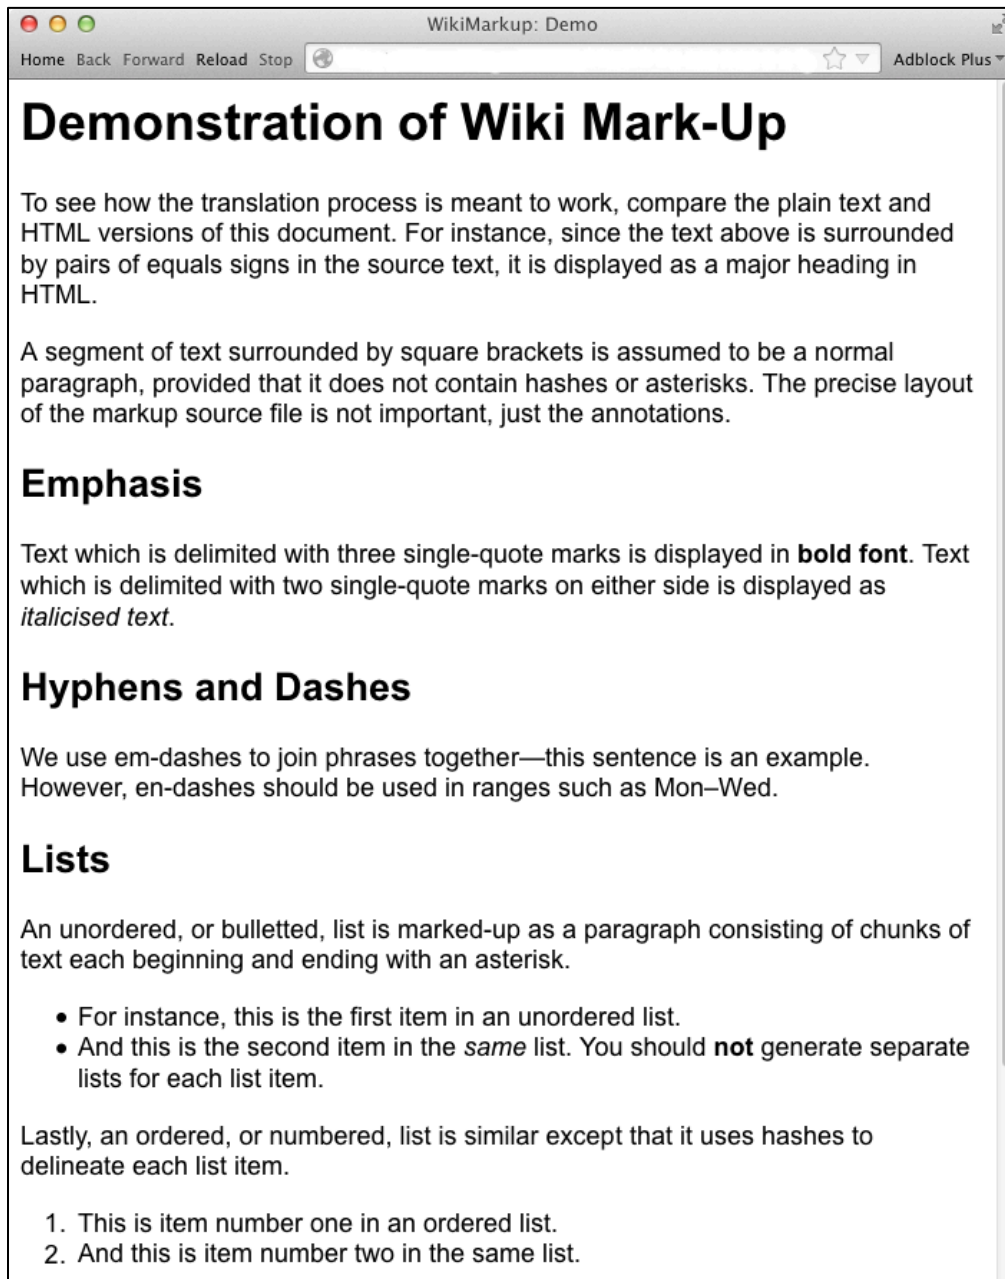 WikiMarkup: Demo
Home Back Forward Reload Stop Adblock Plus
Demonstration of Wiki Mark-Up
To see how the translation process is meant to work, compare the plain text and
HTML versions of this document. For instance, since the text above is surrounded
by pairs of equals signs in the source text, it is displayed as a major heading in
HTML.
A segment of text surrounded by square brackets is assumed to be a normal
paragraph, provided that it does not contain hashes or asterisks. The precise layout
of the markup source file is not important, just the annotations.
Emphasis
Text which is delimited with three single-quote marks is displayed in bold font. Text
which is delimited with two single-quote marks on either side is displayed as
italicised text.
Hyphens and Dashes
We use em-dashes to join phrases together—this sentence is an example.
However, en-dashes should be used in ranges such as Mon–Wed.
Lists
An unordered, or bulletted, list is marked-up as a paragraph consisting of chunks of
text each beginning and ending with an asterisk.
• For instance, this is the first item in an unordered list.
• And this is the second item in the same list. You should not generate separate
lists for each list item.
Lastly, an ordered, or numbered, list is similar except that it uses hashes to
delineate each list item.
1. This is item number one in an ordered list.
2. And this is item number two in the same list.